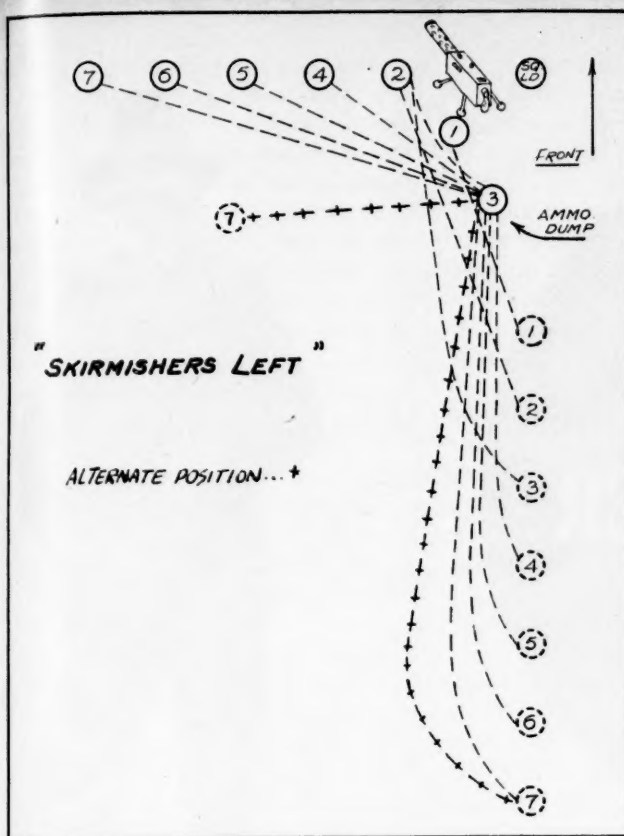 7 6 5 4 2 SQ LD
1
FRONT
3
7
AMMO. DUMP
1
"SKIRMISHERS LEFT"
2
ALTERNATE POSITION...+
3
4
5
6
7